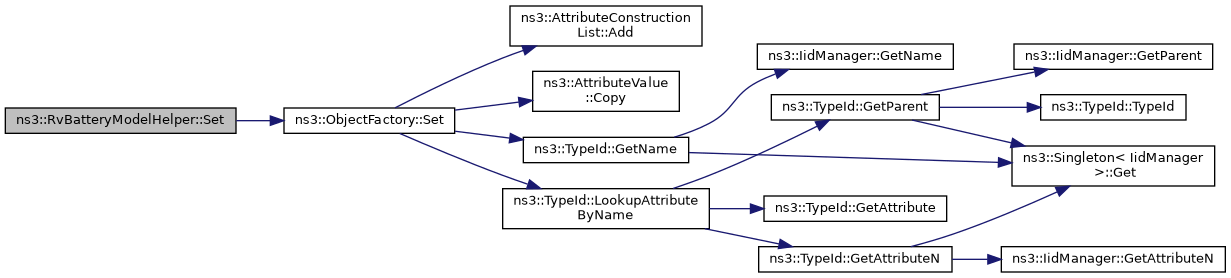 ns3::RvBatteryModelHelper::Set
ns3::ObjectFactory::Set
ns3::AttributeConstruction
List::Add
ns3::AttributeValue
::Copy
ns3::TypeId::GetName
ns3::TypeId::LookupAttribute
ByName
ns3::IidManager::GetName
ns3::TypeId::GetParent
ns3::TypeId::GetAttribute
ns3::TypeId::GetAttributeN
ns3::IidManager::GetParent
ns3::TypeId::TypeId
ns3::Singleton< IidManager
>::Get
ns3::IidManager::GetAttributeN